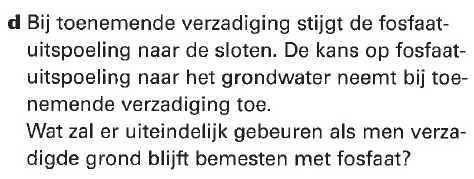 d Bij toenemende verzadiging stijgt de fosfaat-
uitspoeling naar de sloten. De kans op fosfaat-
uitspoeling naar het grondwater neemt bij toe-
nemende verzadiging toe.
Wat zal er uiteindelijk gebeuren als men verza-
digde grond blijft bemesten met fosfaat?